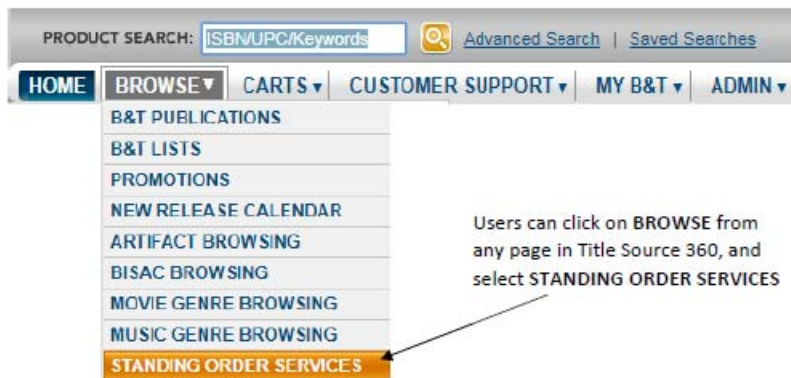 PRODUCT SEARCH: ISBN/UPC/Keywords Advanced Search | Saved Searches
HOME BROWSE▼ CARTS▼ CUSTOMER SUPPORT▼ MY B&T▼ ADMIN▼
B&T PUBLICATIONS
B&T LISTS
PROMOTIONS
NEW RELEASE CALENDAR
ARTIFACT BROWSING
BISAC BROWSING
MOVIE GENRE BROWSING
MUSIC GENRE BROWSING
STANDING ORDER SERVICES
Users can click on BROWSE from
any page in Title Source 360, and
select STANDING ORDER SERVICES